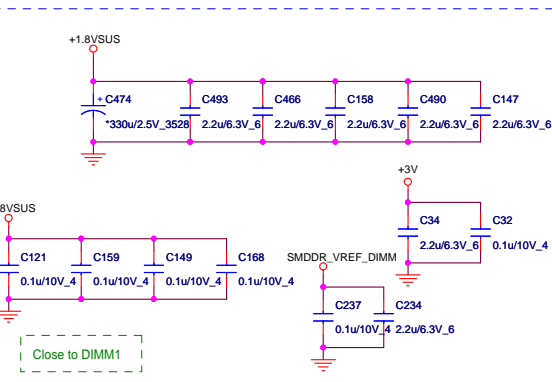 +1.8VSUS
+ C474
*330u/2.5V_3528
C493
2.2u/6.3V_6
C466
2.2u/6.3V_6
C158
2.2u/6.3V_6
C490
2.2u/6.3V_6
C147
2.2u/6.3V_6
+3V
C34
2.2u/6.3V_6
C32
0.1u/10V_4
8VSUS
C121
0.1u/10V_4
C159
0.1u/10V_4
C149
0.1u/10V_4
C168
0.1u/10V_4
SMDDR_VREF_DIMM
C237
0.1u/10V_4
C234
2.2u/6.3V_6
Close to DIMM1